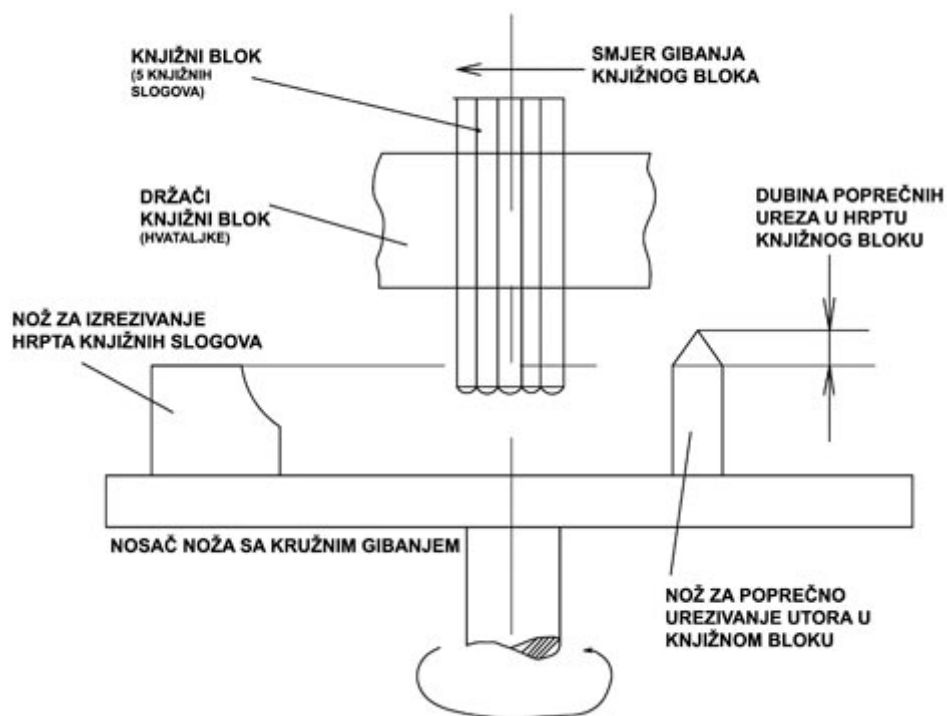 KNJIŽNI BLOK
(5 KNJIŽNIH
SLOGOVA)
SMJER GIBANJA
KNJIŽNOG BLOKA
DRŽAČI
KNJIŽNI BLOK
(HVATALJKE)
DUBINA POPREČNIH
UREZA U HRPTU
KNJIŽNOG BLOKU
NOŽ ZA IZREZIVANJE
HRPTA KNJIŽNIH SLOGOVA
NOSAČ NOŽA SA KRUŽNIM GIBANJEM
NOŽ ZA POPREČNO
UREZIVANJE UTORA U
KNJIŽNOM BLOKU